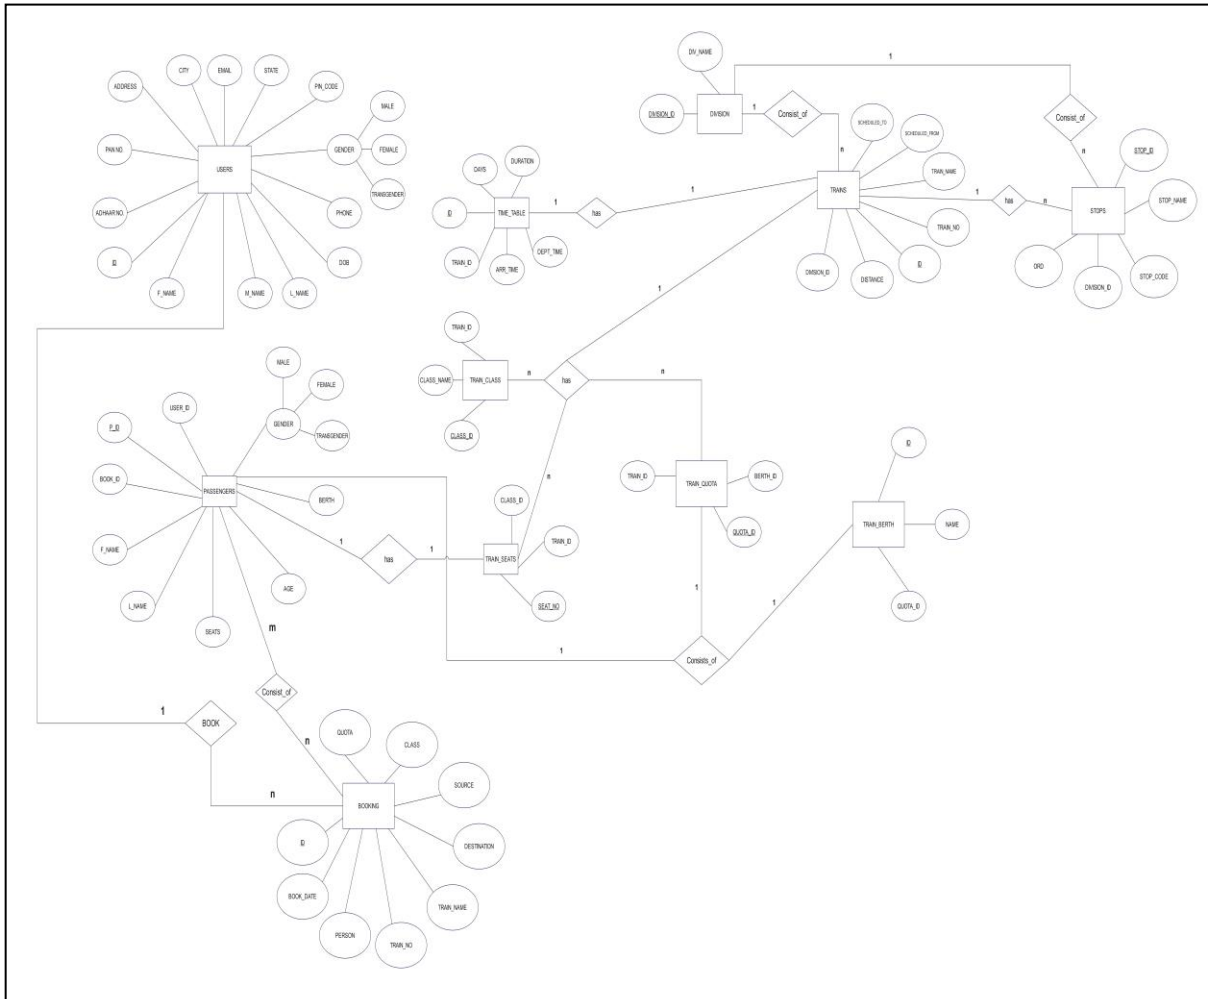 CITY
EMAIL
STATE
ADDRESS
PIN_CODE
MALE
PAN NO.
USERS
GENDER
FEMALE
TRANSGENDER
ADHAAR NO.
PHONE
ID
DOB
F_NAME
M_NAME
L_NAME
DIV_NAME
1
DIVISION_ID
DIVISION
1
Consist_of
n
Consist_of
n
SCHEDULED_TO
SCHEDULED_FROM
TRAIN_NAME
TRAINS
1
has
n
TRAIN_NO
ID
DISTANCE
DIVISION_ID
STOP_ID
STOP_NAME
STOPS
STOP_CODE
DIVISION_ID
ORD
DAYS
DURATION
ID
TIME_TABLE
1
has
1
TRAIN_ID
ARR_TIME
DEPT_TIME
1
TRAIN_ID
CLASS_NAME
TRAIN_CLASS
n
has
n
CLASS_ID
n
MALE
FEMALE
GENDER
TRANSGENDER
USER_ID
P_ID
BOOK_ID
PASSENGERS
BERTH
F_NAME
L_NAME
SEATS
AGE
1
has
1
CLASS_ID
TRAIN_SEATS
TRAIN_ID
SEAT_NO
TRAIN_ID
TRAIN_QUOTA
BERTH_ID
QUOTA_ID
ID
TRAIN_BERTH
NAME
QUOTA_ID
1
1
1
Consists_of
m
Consist_of
n
1
BOOK
n
QUOTA
CLASS
SOURCE
BOOKING
ID
DESTINATION
BOOK_DATE
PERSON
TRAIN_NO
TRAIN_NAME